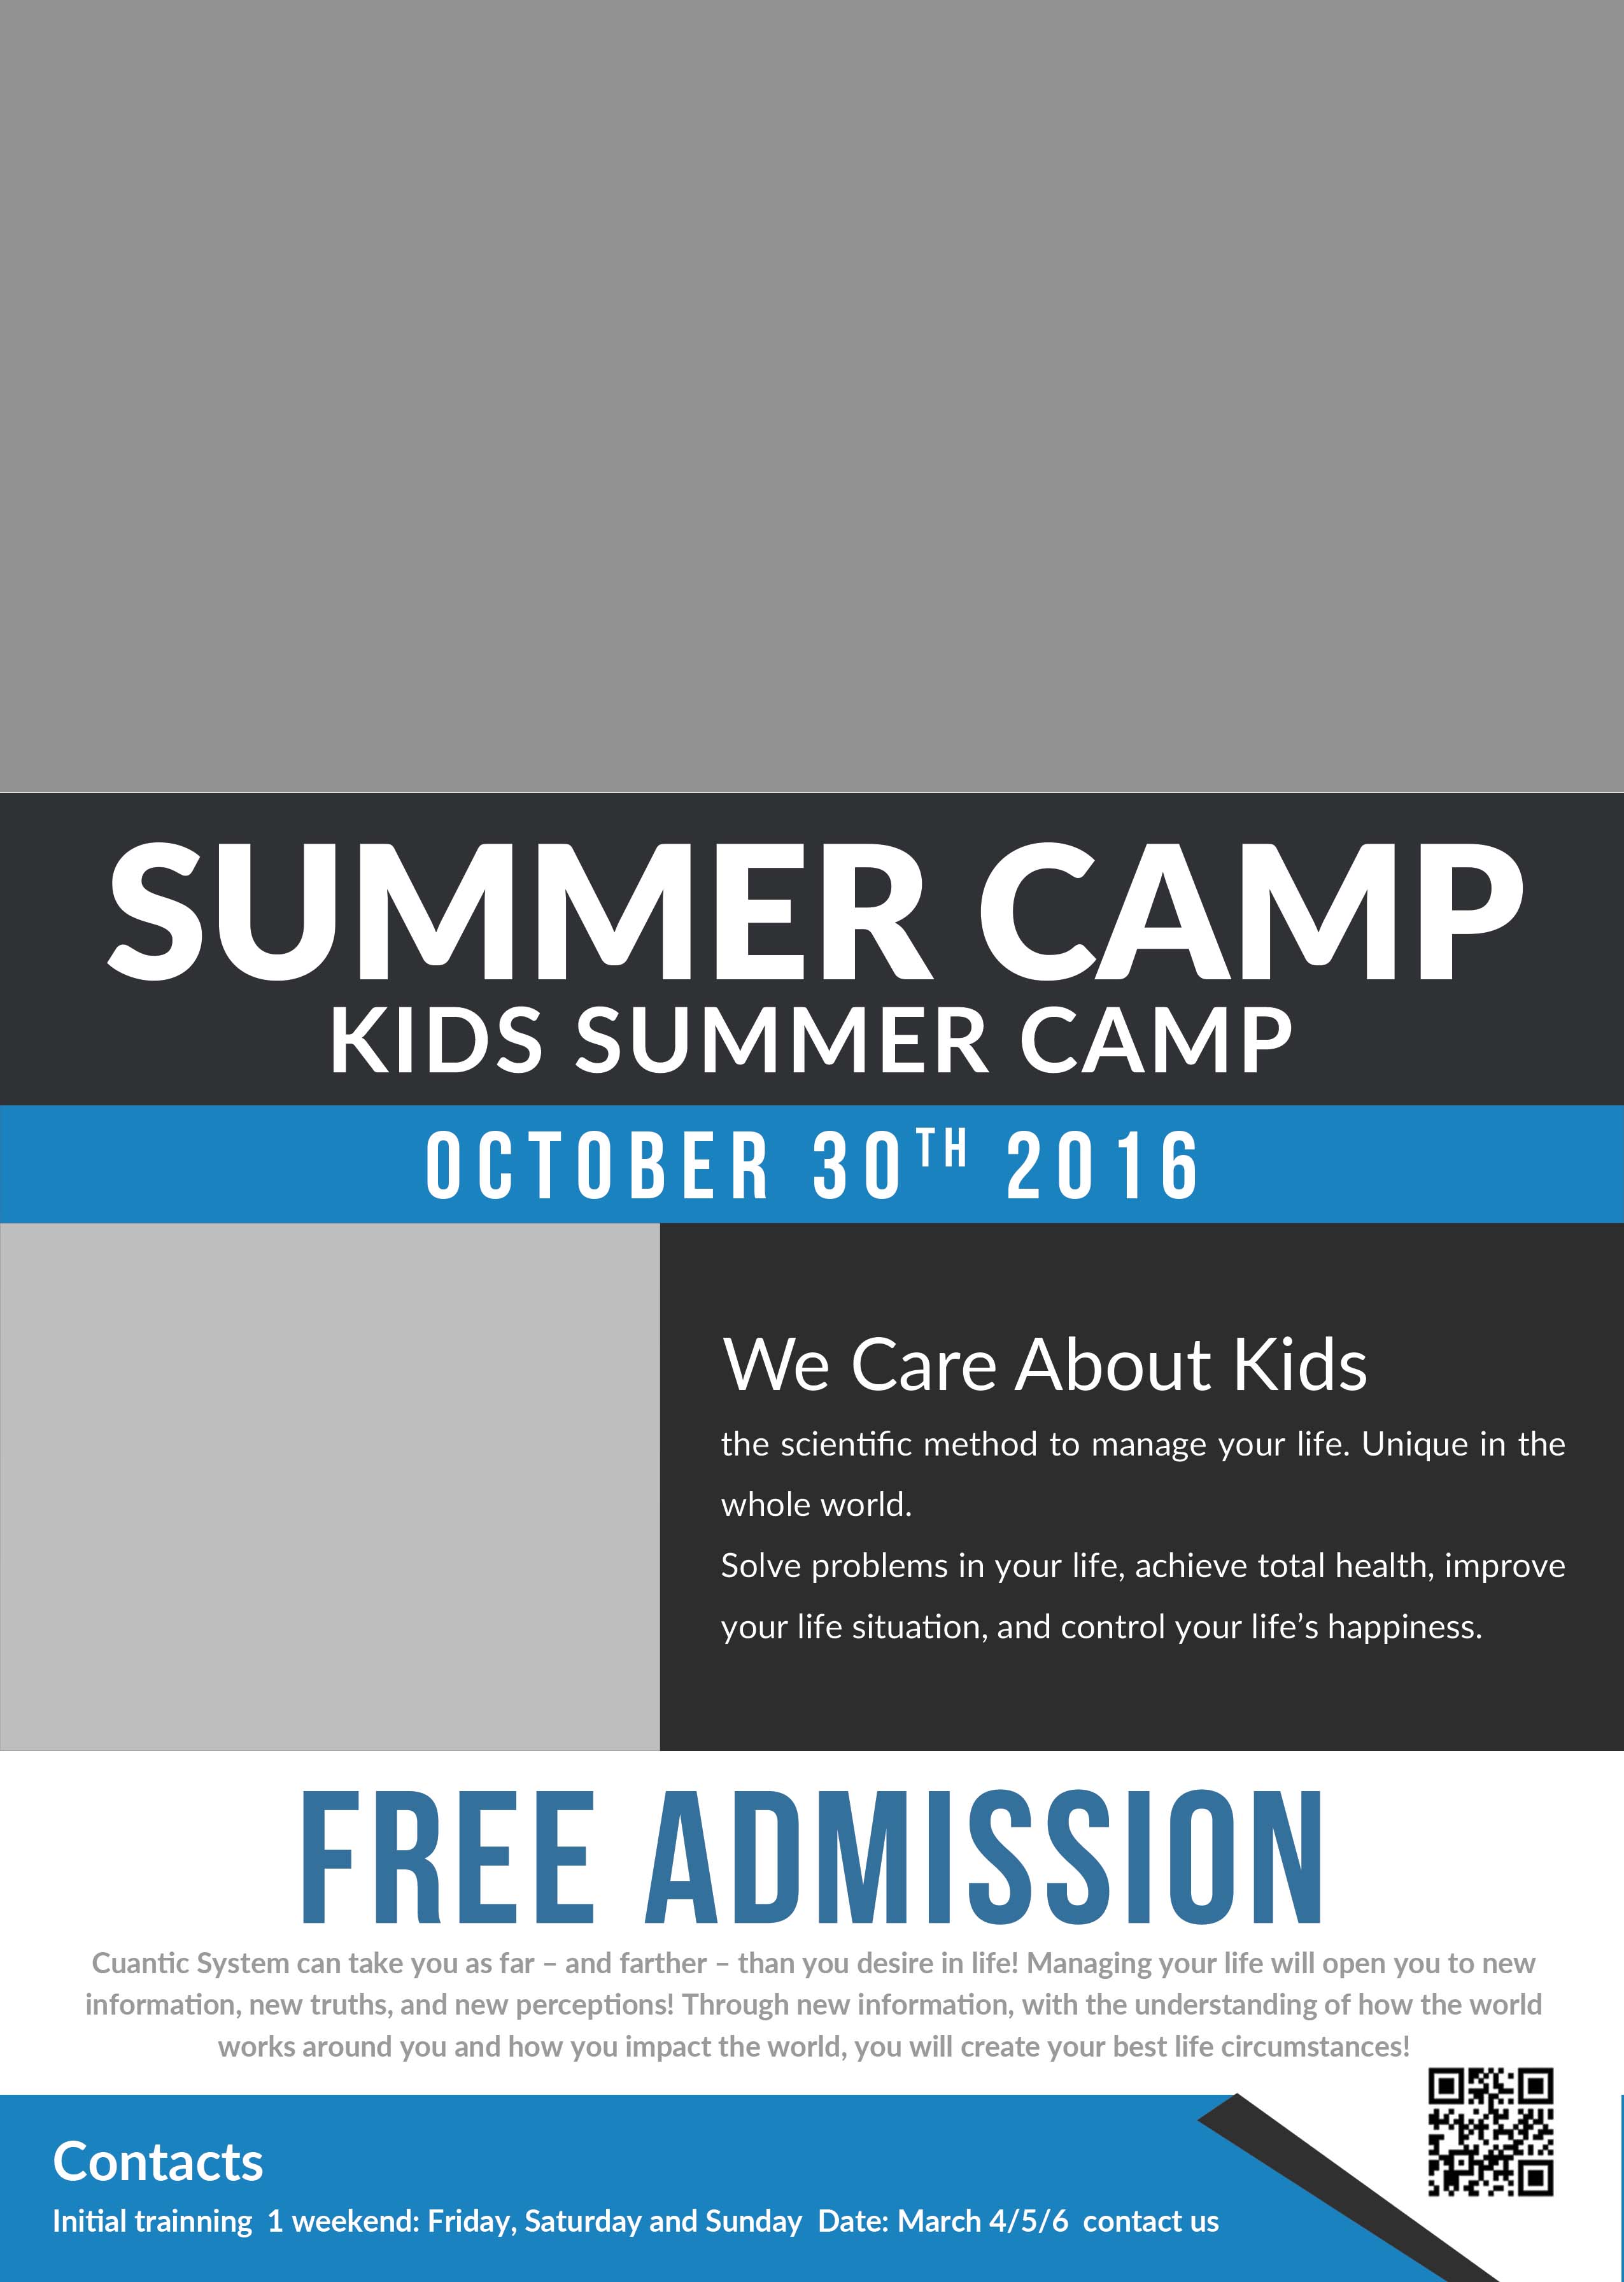 SUMMER CAMP
KIDS SUMMER CAMP
OCTOBER 30TH 2016
We Care About Kids
the scientific method to manage your life. Unique in the
whole world.
Solve problems in your life, achieve total health, improve
your life situation, and control your life’s happiness.
FREE ADMISSION
Cuantic System can take you as far – and farther – than you desire in life! Managing your life will open you to new
information, new truths, and new perceptions! Through new information, with the understanding of how the world
works around you and how you impact the world, you will create your best life circumstances!
Contacts
Initial trainning 1 weekend: Friday, Saturday and Sunday Date: March 4/5/6 contact us